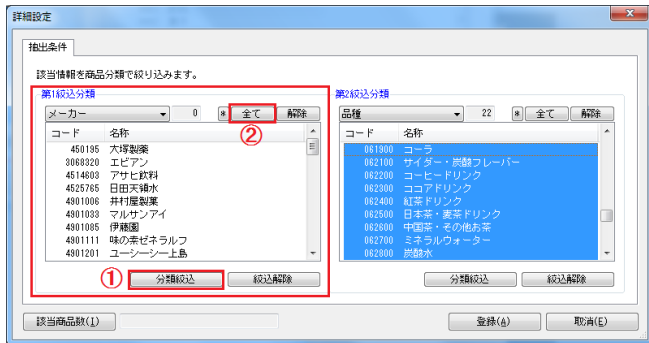 詳細設定
抽出条件
該当情報を商品分類で絞り込みます。
第1絞込分類
メーカー 0 * 全て 解除
②
コード 名称
450195 大塚製薬
3068320 エビアン
4514603 アサヒ飲料
4525765 日田天領水
4901006 井村屋製菓
4901033 マルサンアイ
4901085 伊藤園
4901111 味の素ゼネラルフ
4901201 ユーシーシー上島
① 分類絞込 絞込解除
第2絞込分類
品種 22 * 全て 解除
コード 名称
061900 コーラ
062100 サイダー・炭酸フレーバー
062200 コーヒードリンク
062300 ココアドリンク
062400 紅茶ドリンク
062500 日本茶・麦茶ドリンク
062600 中国茶・その他お茶
062700 ミネラルウォーター
062800 炭酸水
分類絞込 絞込解除
該当商品数(I) 登録(A) 取消(E)